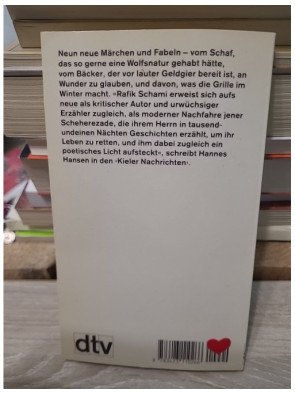 Neun neue Märchen und Fabeln – vom Schaf,
das so gerne eine Wolfsnatur gehabt hätte,
vom Bäcker, der vor lauter Geldgier bereit ist, an
Wunder zu glauben, und davon, was die Grille im
Winter macht. »Rafik Schami erweist sich aufs
neue als kritischer Autor und urwüchsiger
Erzähler zugleich, als moderner Nachfahre jener
Scheherezade, die ihrem Herrn in tausend-
undeinen Nächten Geschichten erzählt, um ihr
Leben zu retten, und ihm dabei zugleich ein
poetisches Licht aufsteckt«, schreibt Hannes
Hansen in den ›Kieler Nachrichten‹.
dtv